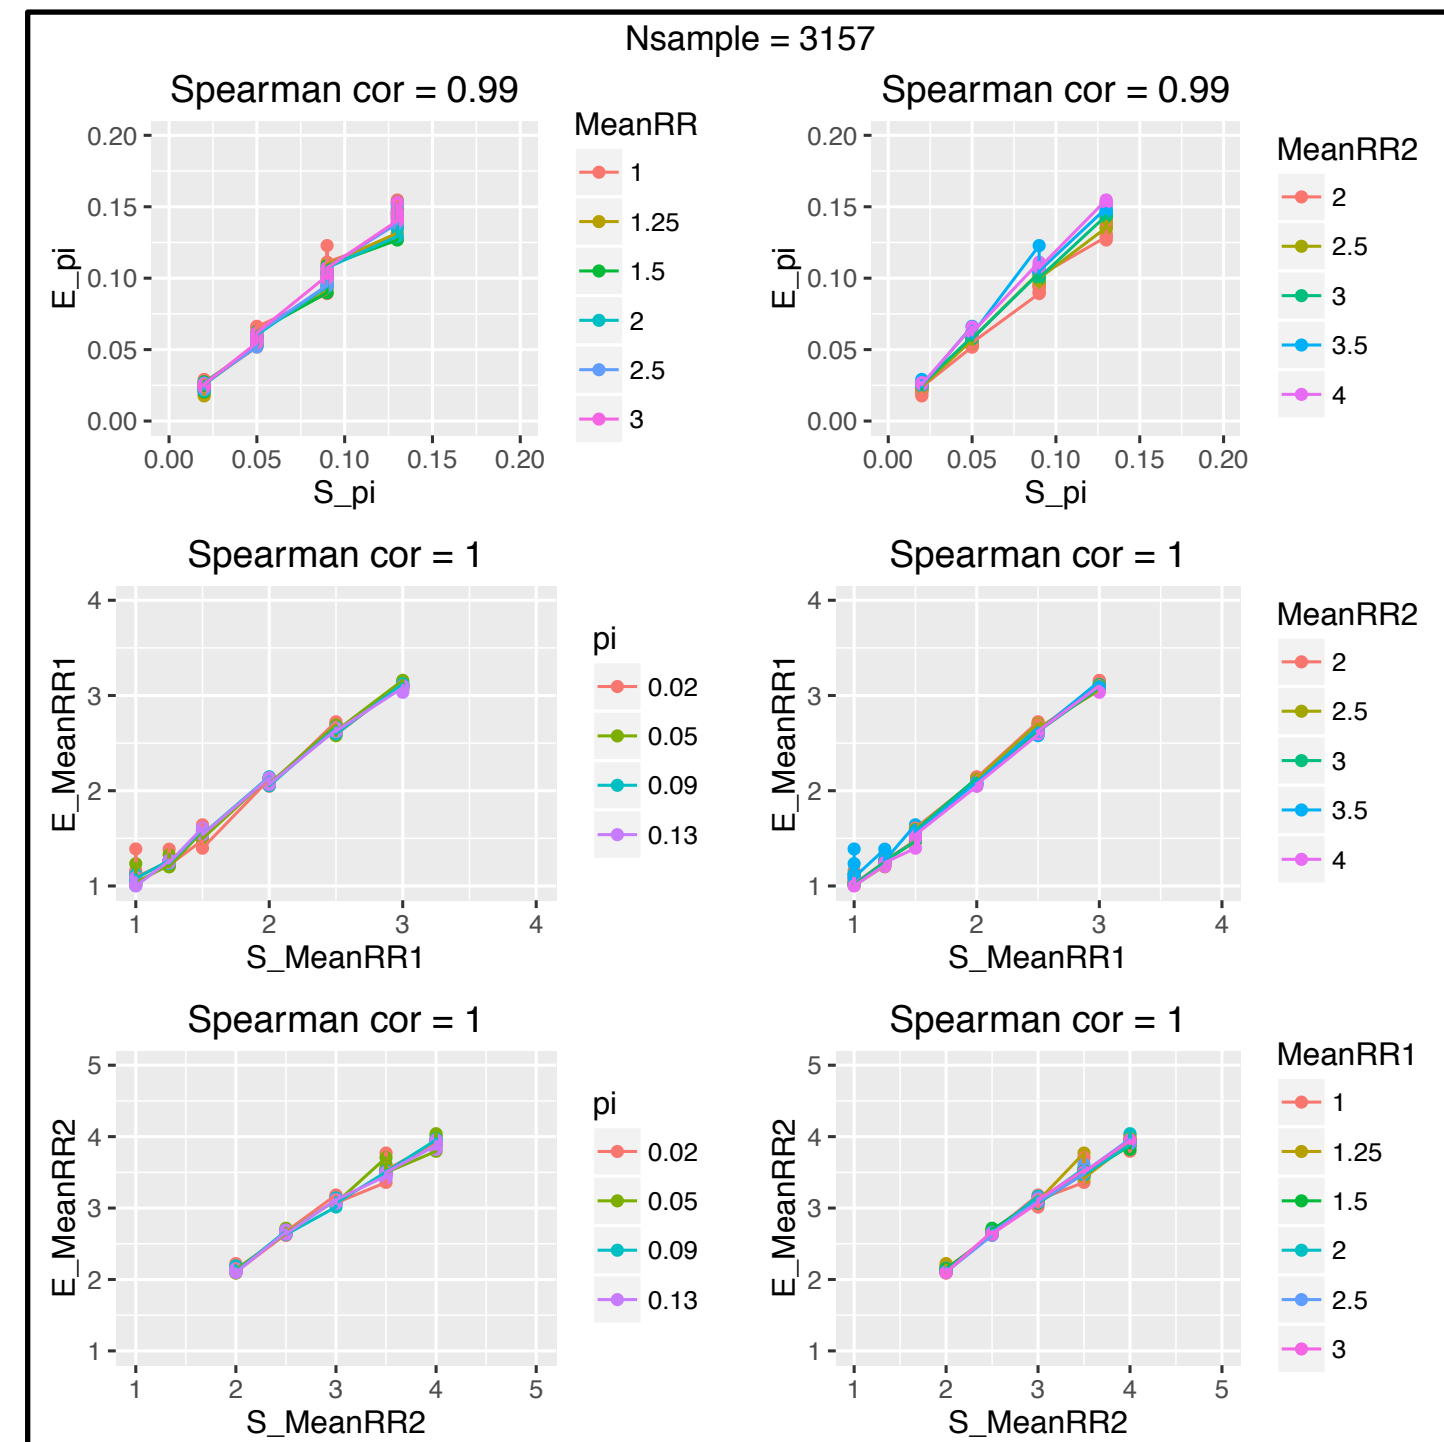 Nsample = 3157
Spearman cor = 0.99
E_pi
0.20
0.15
0.10
0.05
0.00
0.00 0.05 0.10 0.15 0.20
S_pi
MeanRR
1
1.25
1.5
2
2.5
3
Spearman cor = 0.99
E_pi
0.20
0.15
0.10
0.05
0.00
0.00 0.05 0.10 0.15 0.20
S_pi
MeanRR2
2
2.5
3
3.5
4
Spearman cor = 1
E_MeanRR1
4
3
2
1
1 2 3 4
S_MeanRR1
pi
0.02
0.05
0.09
0.13
Spearman cor = 1
E_MeanRR1
4
3
2
1
1 2 3 4
S_MeanRR1
MeanRR2
2
2.5
3
3.5
4
Spearman cor = 1
E_MeanRR2
5
4
3
2
1
1 2 3 4 5
S_MeanRR2
pi
0.02
0.05
0.09
0.13
Spearman cor = 1
E_MeanRR2
5
4
3
2
1
1 2 3 4 5
S_MeanRR2
MeanRR1
1
1.25
1.5
2
2.5
3